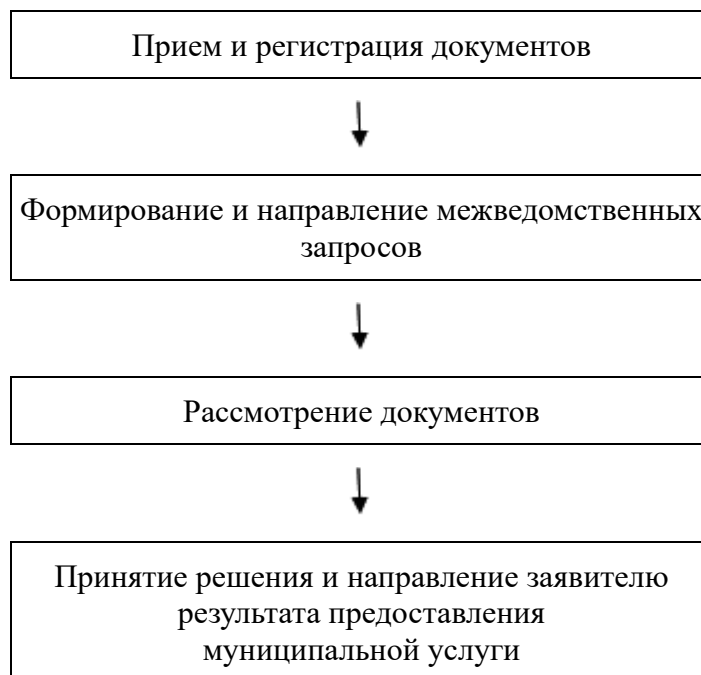 Прием и регистрация документов
Формирование и направление межведомственных
запросов
Рассмотрение документов
Принятие решения и направление заявителю
результата предоставления
муниципальной услуги